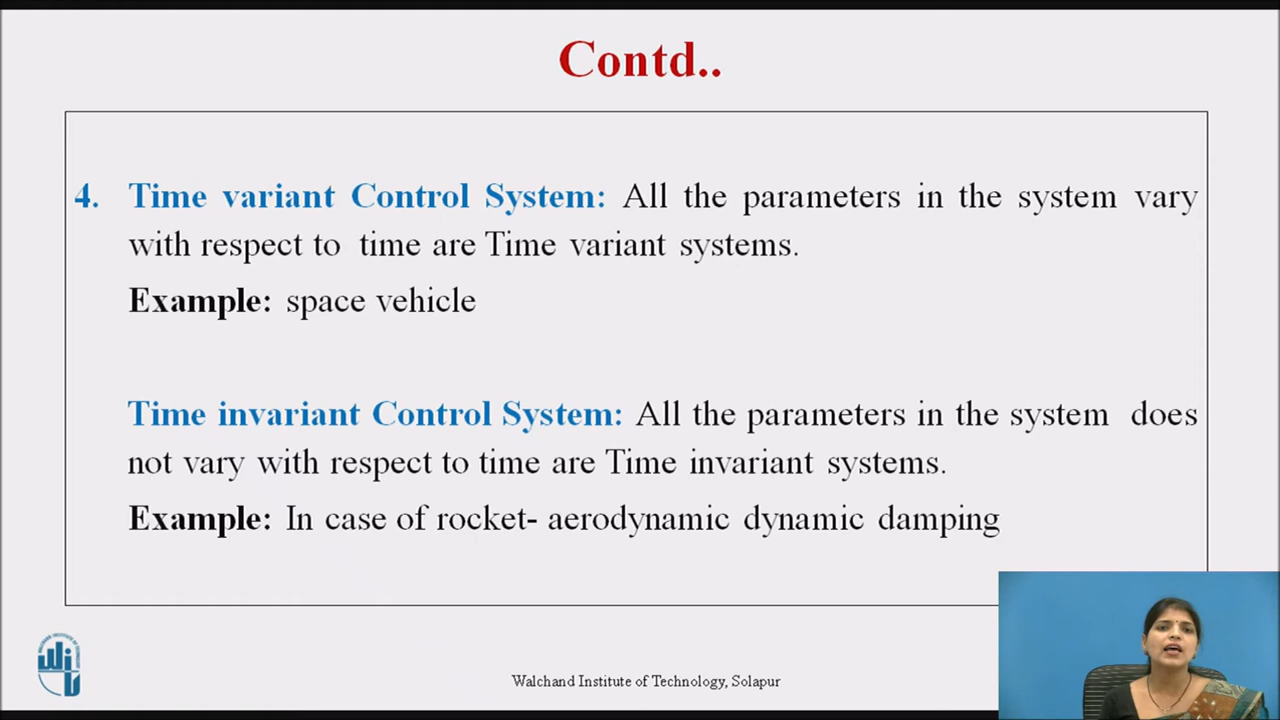 Contd..
4. Time variant Control System: All the parameters in the system vary
with respect to time are Time variant systems.
Example: space vehicle
Time invariant Control System: All the parameters in the system does
not vary with respect to time are Time invariant systems.
Example: In case of rocket- aerodynamic dynamic damping
Walchand Institute of Technology, Solapur